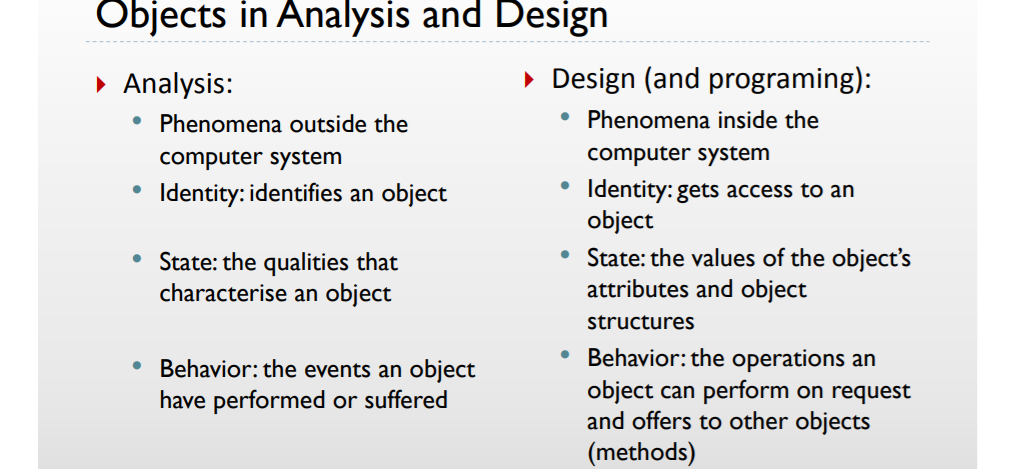 Objects in Analysis and Design
Analysis:
Phenomena outside the
computer system
Identity: identifies an object
State: the qualities that
characterise an object
Behavior: the events an object
have performed or suffered
Design (and programing):
Phenomena inside the
computer system
Identity: gets access to an
object
State: the values of the object’s
attributes and object
structures
Behavior: the operations an
object can perform on request
and offers to other objects
(methods)